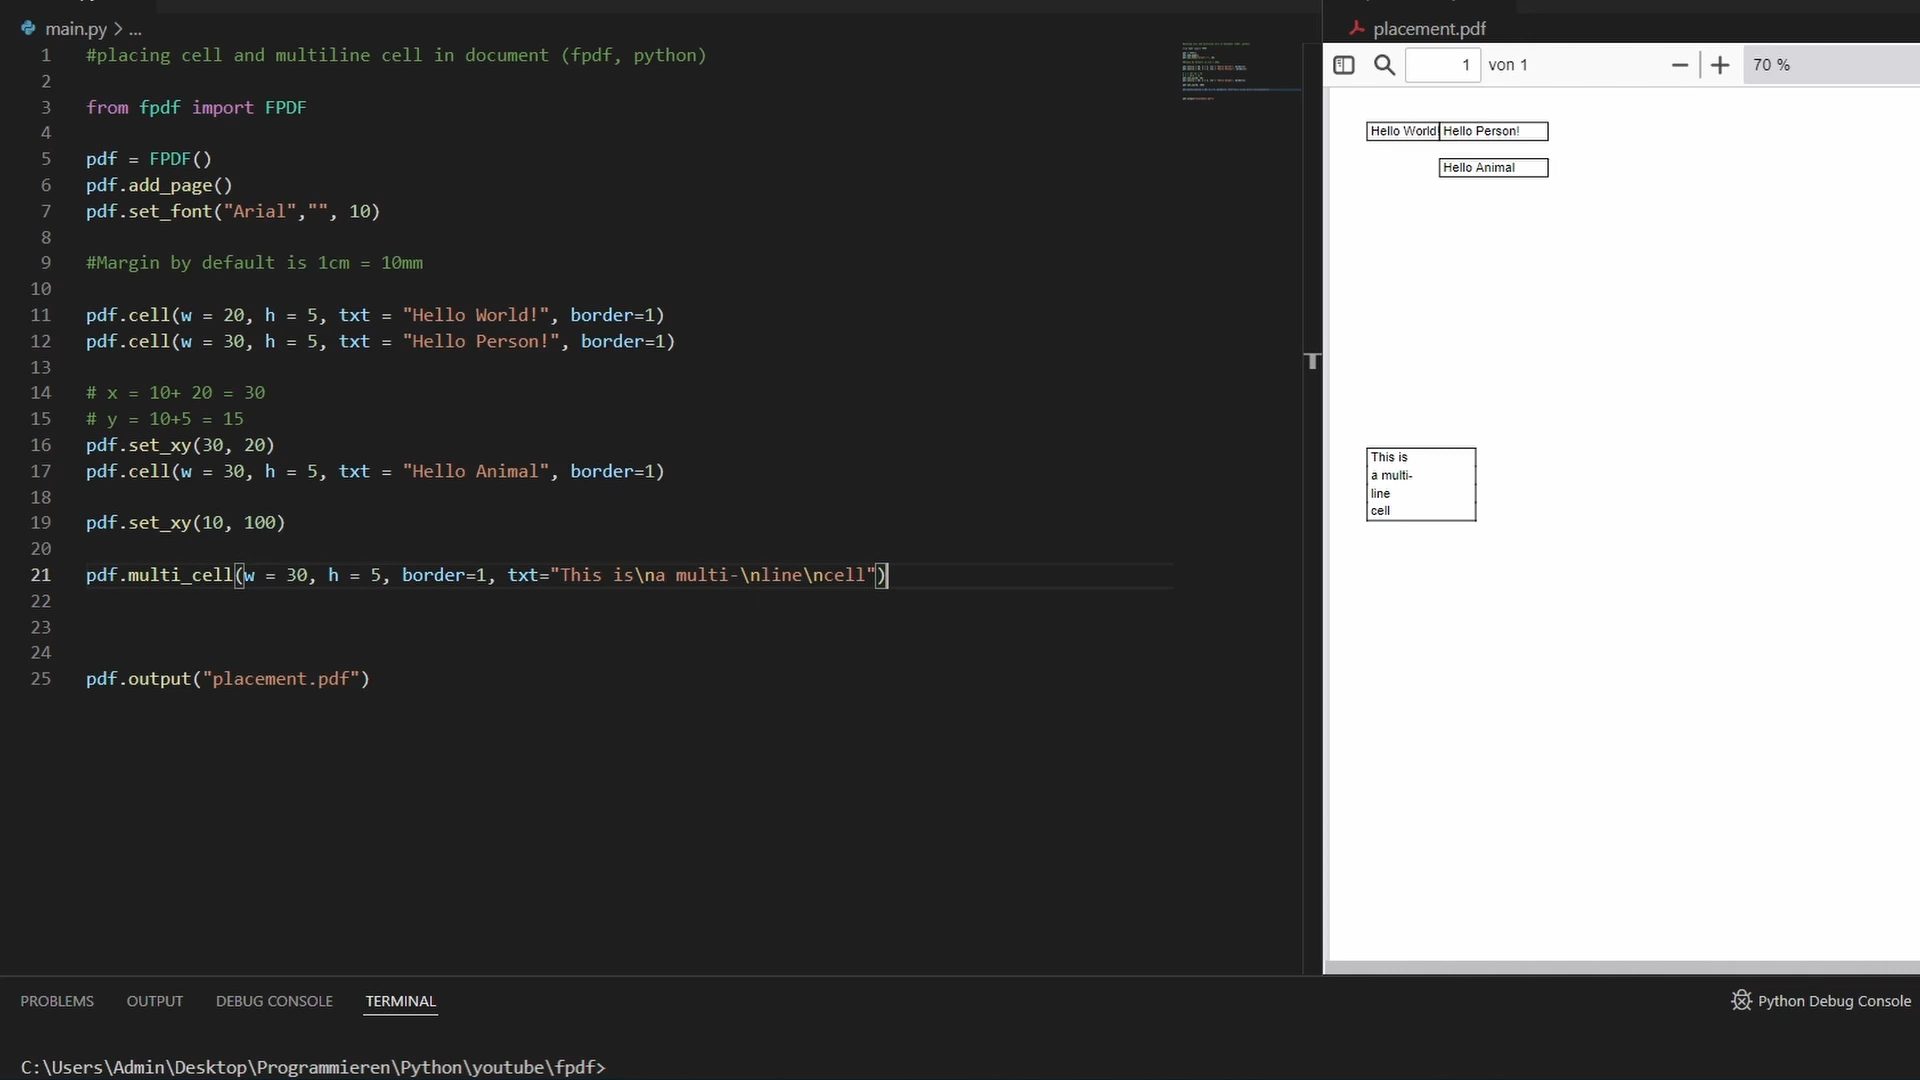 main.py > ...
1 #placing cell and multiline cell in document (fpdf, python)
2
3 from fpdf import FPDF
4
5 pdf = FPDF()
6 pdf.add_page()
7 pdf.set_font("Arial","", 10)
8
9 #Margin by default is 1cm = 10mm
10
11 pdf.cell(w = 20, h = 5, txt = "Hello World!", border=1)
12 pdf.cell(w = 30, h = 5, txt = "Hello Person!", border=1)
13
14 # x = 10+ 20 = 30
15 # y = 10+5 = 15
16 pdf.set_xy(30, 20)
17 pdf.cell(w = 30, h = 5, txt = "Hello Animal", border=1)
18
19 pdf.set_xy(10, 100)
20
21 pdf.multi_cell(w = 30, h = 5, border=1, txt="This is\na multi-\nline\ncell")
22
23
24
25 pdf.output("placement.pdf")
placement.pdf
1 von 1
70 %
Hello World! Hello Person!
Hello Animal
This is
a multi-
line
cell
PROBLEMS OUTPUT DEBUG CONSOLE TERMINAL
Python Debug Console
C:\Users\Admin\Desktop\Programmieren\Python\youtube\fpdf>